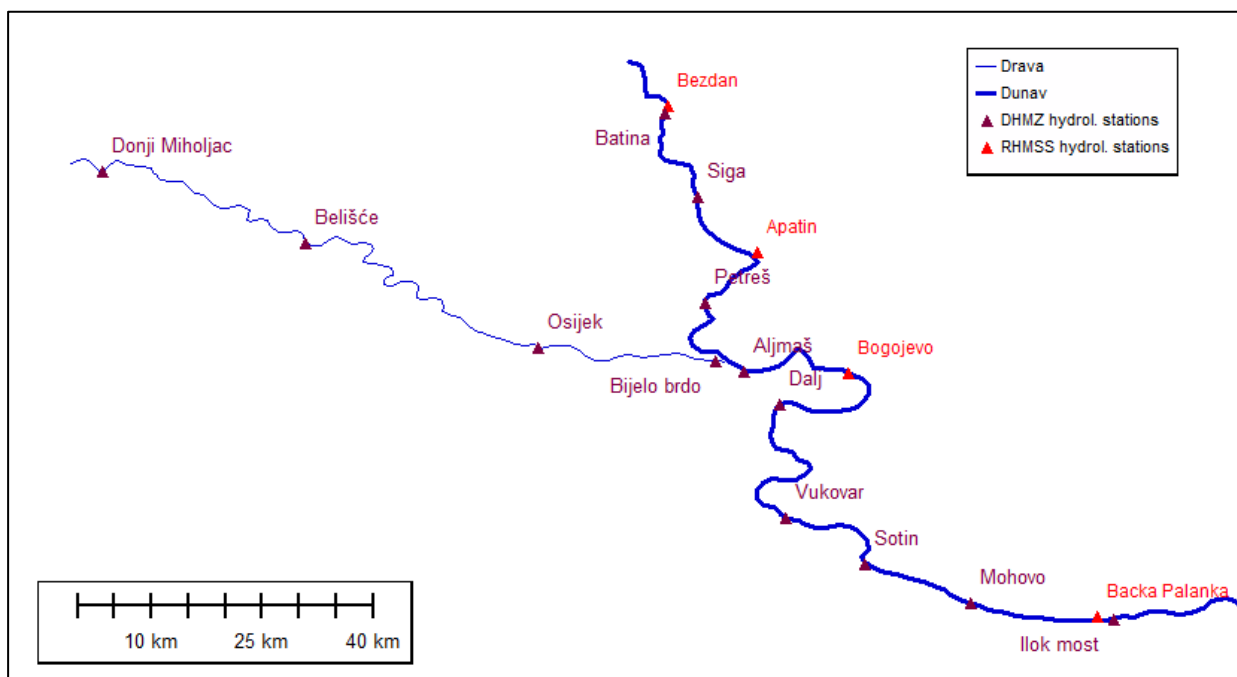 Drava
Dunav
DHMZ hydrol. stations
RHMSS hydrol. stations
Bezdan
Batina
Donji Miholjac
Siga
Belišće
Apatin
Petreš
Osijek
Aljmaš
Bogojevo
Bijelo brdo
Dalj
Vukovar
Sotin
Mohovo
Backa Palanka
Ilok most
10 km
25 km
40 km